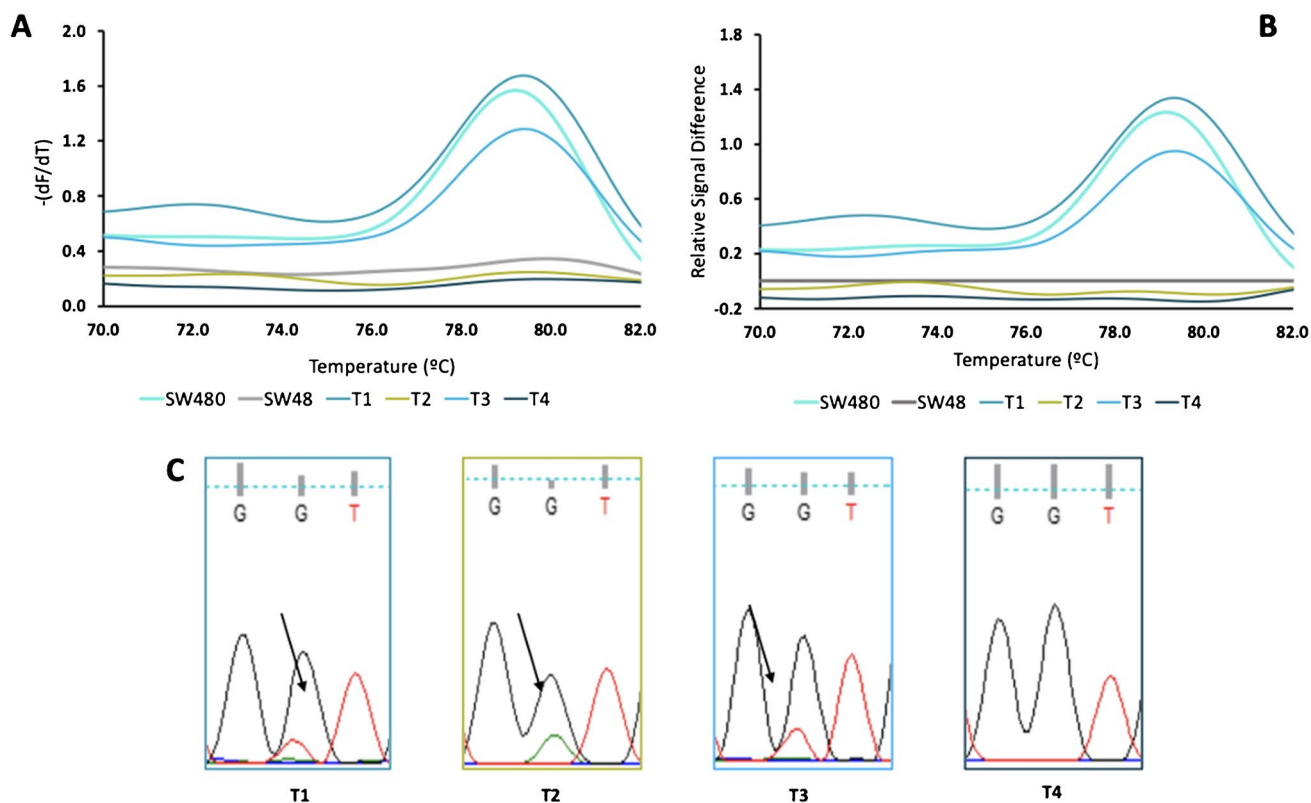 A
2.0
1.6
1.2
0.8
0.4
0.0
-(dF/dT)
70.0 72.0 74.0 76.0 78.0 80.0 82.0
Temperature (ºC)
SW480 SW48 T1 T2 T3 T4
B
1.8
1.4
1.0
0.6
0.2
-0.2
Relative Signal Difference
70.0 72.0 74.0 76.0 78.0 80.0 82.0
Temperature (ºC)
SW480 SW48 T1 T2 T3 T4
C
G G T
T1
G G T
T2
G G T
T3
G G T
T4